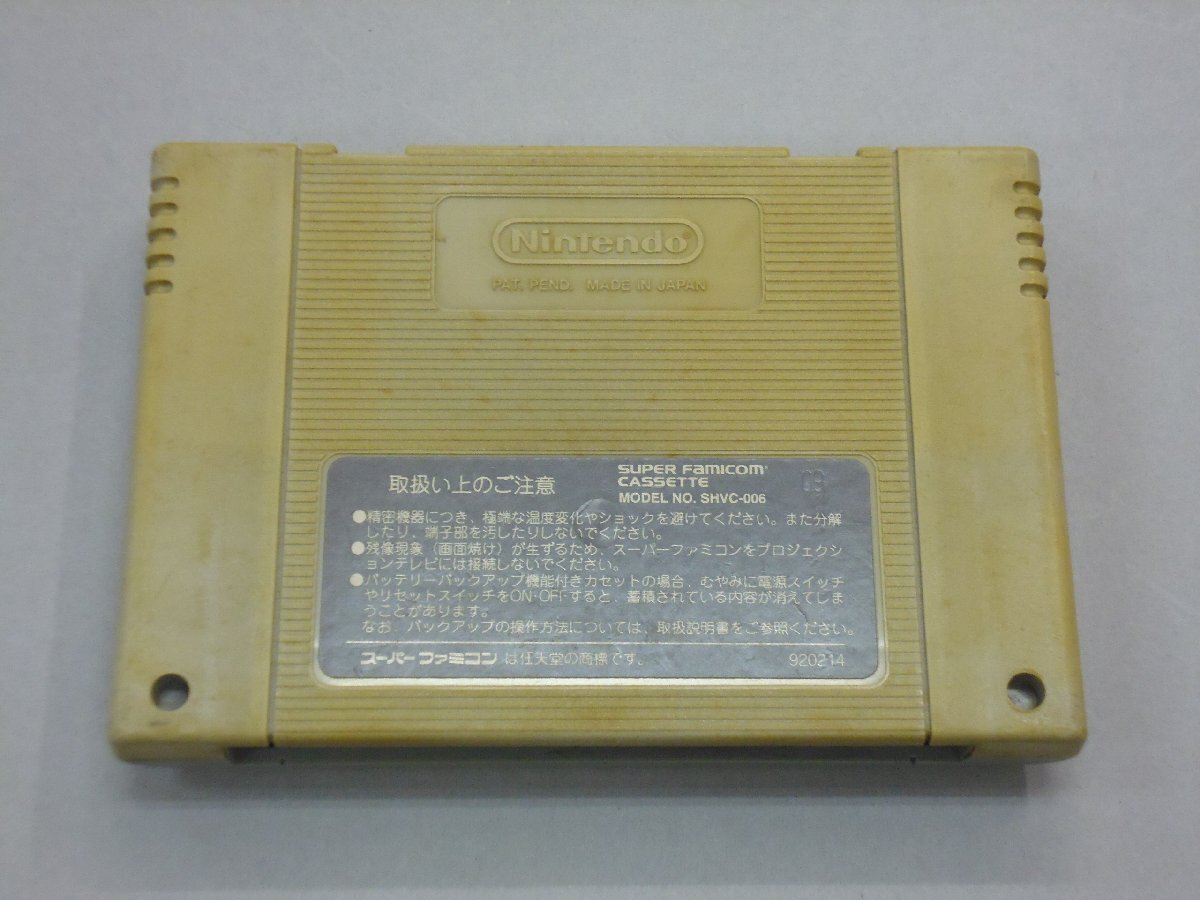 Nintendo®
PAT. PEND. MADE IN JAPAN
取扱い上のご注意
SUPER FAMICOM®
CASSETTE
MODEL NO. SHVC-006
●精密機器につき、極端な温度変化やショックを避けてください。また分解
したり、端子部を汚したりしないでください。
●残像現象(画面焼け)が生ずるため、スーパーファミコンをプロジェクシ
ョンテレビには接続しないでください。
●バッテリーバックアップ機能付きカセットの場合、むやみに電源スイッチ
やリセットスイッチをON・OFFすると、蓄積されている内容が消えてしま
うことがあります。
なお、バックアップの操作方法については、取扱説明書をご参照ください。
スーパーファミコンは任天堂の商標です。 920214